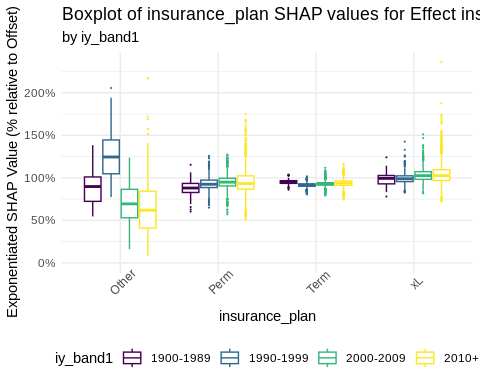 Boxplot of insurance_plan SHAP values for Effect ins
by iy_band1
Exponentiated SHAP Value (% relative to Offset)
200%
150%
100%
50%
0%
Other
Perm
Term
XL
insurance_plan
iy_band1 1900-1989 1990-1999 2000-2009 2010+